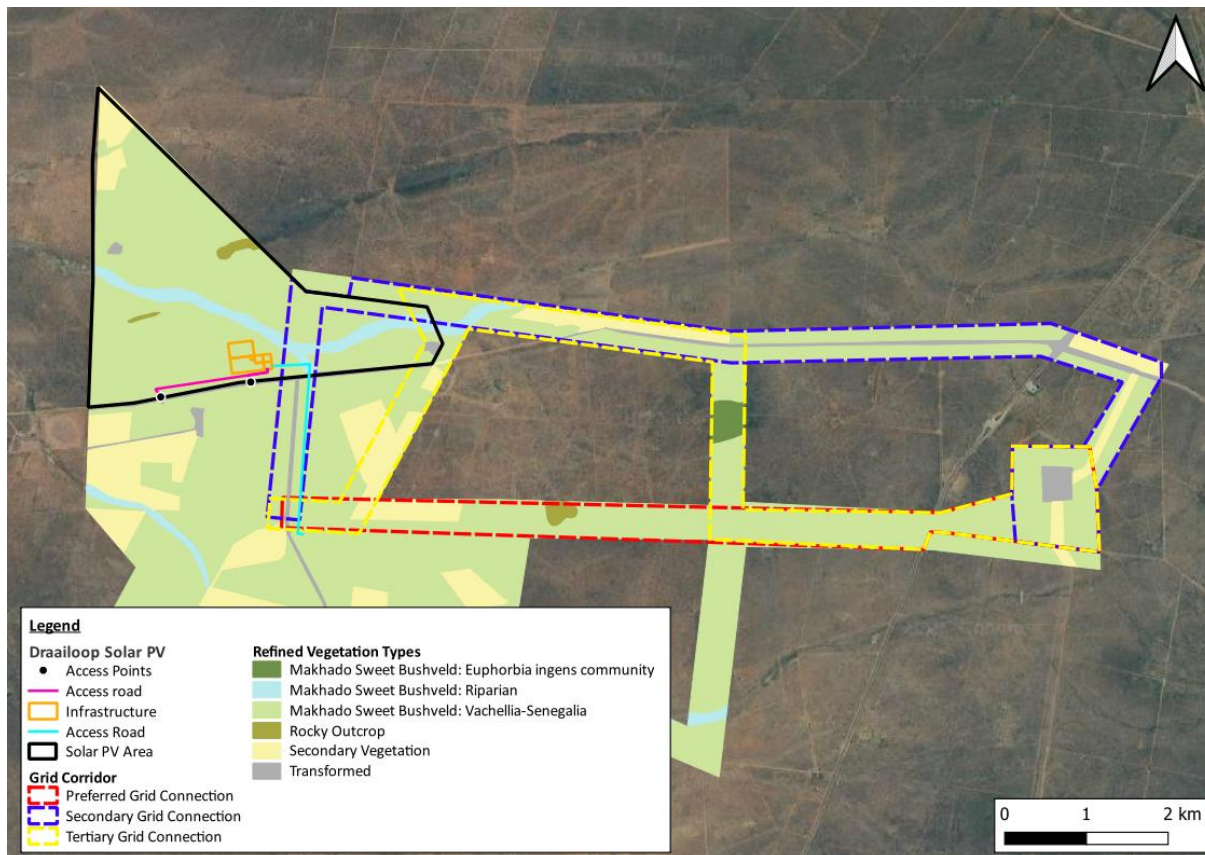 Legend
Draailoop Solar PV
Access Points
Access road
Infrastructure
Access Road
Solar PV Area
Grid Corridor
Preferred Grid Connection
Secondary Grid Connection
Tertiary Grid Connection
Refined Vegetation Types
Makhado Sweet Bushveld: Euphorbia ingens community
Makhado Sweet Bushveld: Riparian
Makhado Sweet Bushveld: Vachellia-Senegalia
Rocky Outcrop
Secondary Vegetation
Transformed
0 1 2 km